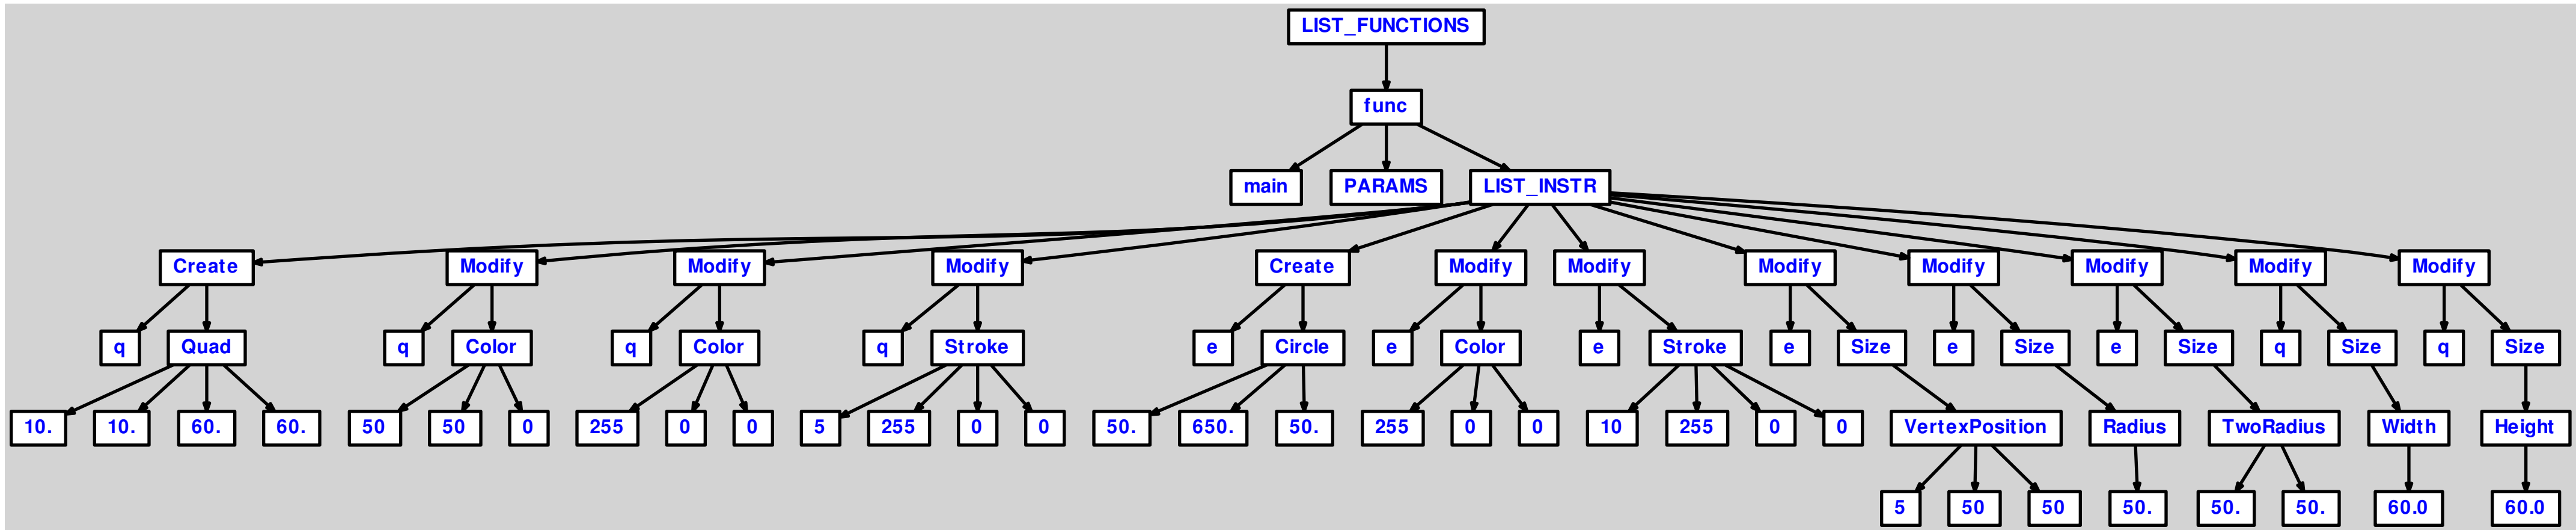 LIST_FUNCTIONS
func
main PARAMS LIST_INSTR
Create Modify Modify Modify Create Modify Modify Modify Modify Modify Modify Modify
q Quad q Color q Color q Stroke e Circle e Color e Stroke e Size e Size e Size q Size q Size
10. 10. 60. 60. 50 50 0 255 0 0 5 255 0 0 50. 650. 50. 255 0 0 10 255 0 0 VertexPosition Radius TwoRadius Width Height
5 50 50 50. 50. 50. 60.0 60.0